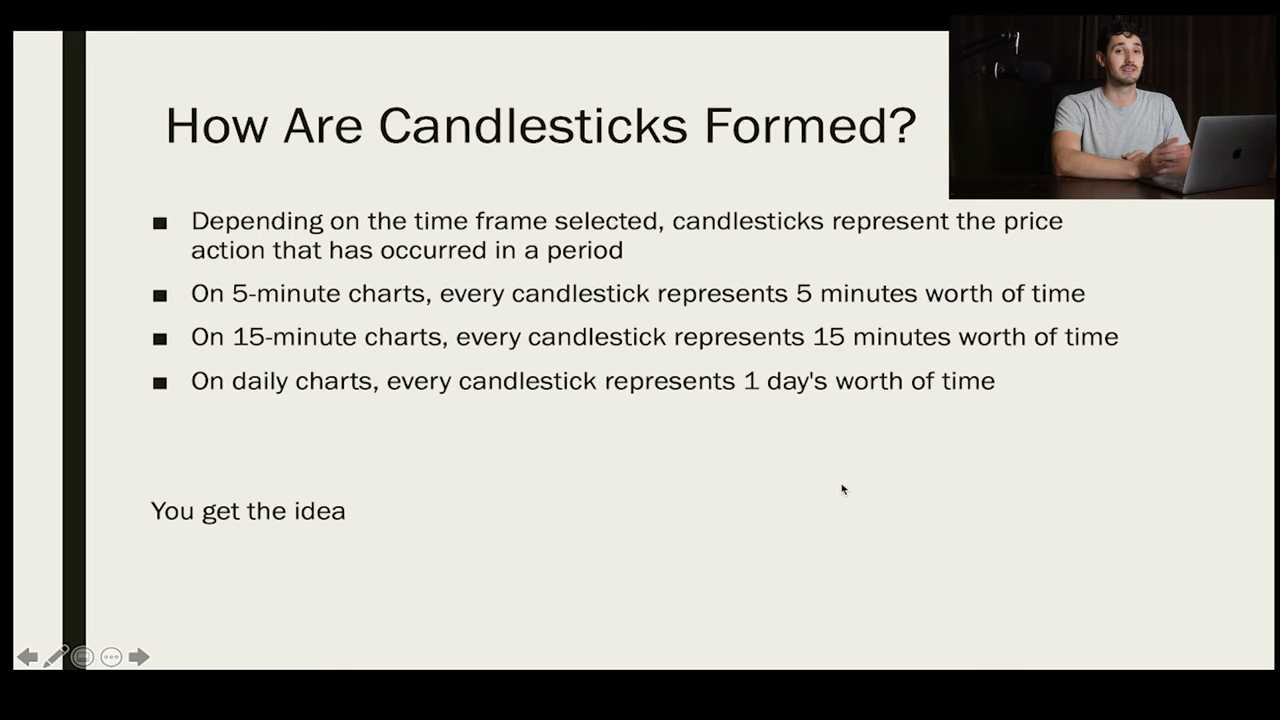 How Are Candlesticks Formed?
Depending on the time frame selected, candlesticks represent the price
action that has occurred in a period
On 5-minute charts, every candlestick represents 5 minutes worth of time
On 15-minute charts, every candlestick represents 15 minutes worth of time
On daily charts, every candlestick represents 1 day's worth of time
You get the idea